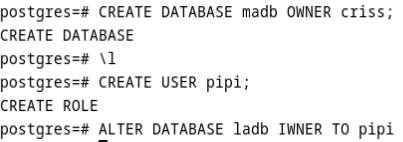 postgres=# CREATE DATABASE madb OWNER criss;
CREATE DATABASE
postgres=# \l
postgres=# CREATE USER pipi;
CREATE ROLE
postgres=# ALTER DATABASE ladb IWNER TO pipi